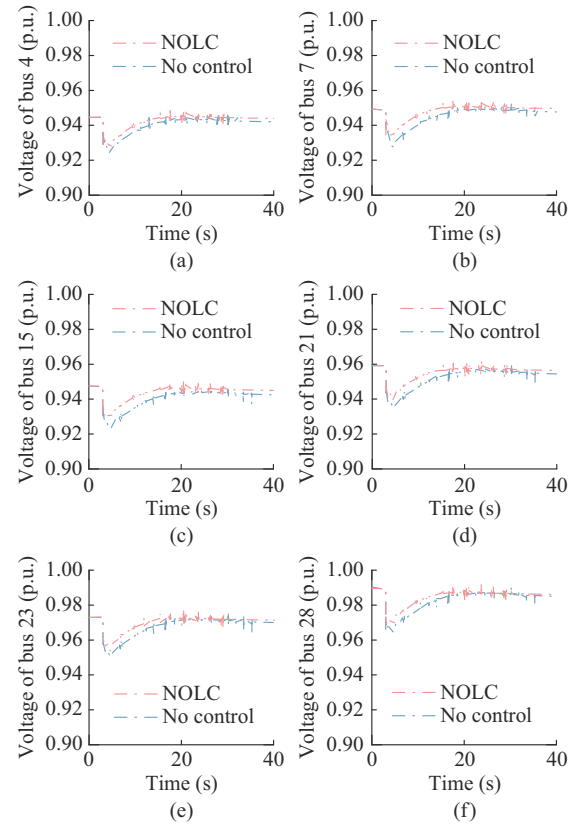 Voltage of bus 4 (p.u.)
1.00
0.98
0.96
0.94
0.92
0.90
NOLC
No control
0
20
40
Time (s)
(a)
Voltage of bus 7 (p.u.)
1.00
0.98
0.96
0.94
0.92
0.90
NOLC
No control
0
20
40
Time (s)
(b)
Voltage of bus 15 (p.u.)
1.00
0.98
0.96
0.94
0.92
0.90
NOLC
No control
0
20
40
Time (s)
(c)
Voltage of bus 21 (p.u.)
1.00
0.98
0.96
0.94
0.92
0.90
NOLC
No control
0
20
40
Time (s)
(d)
Voltage of bus 23 (p.u.)
1.00
0.98
0.96
0.94
0.92
0.90
NOLC
No control
0
20
40
Time (s)
(e)
Voltage of bus 28 (p.u.)
1.00
0.98
0.96
0.94
0.92
0.90
NOLC
No control
0
20
40
Time (s)
(f)